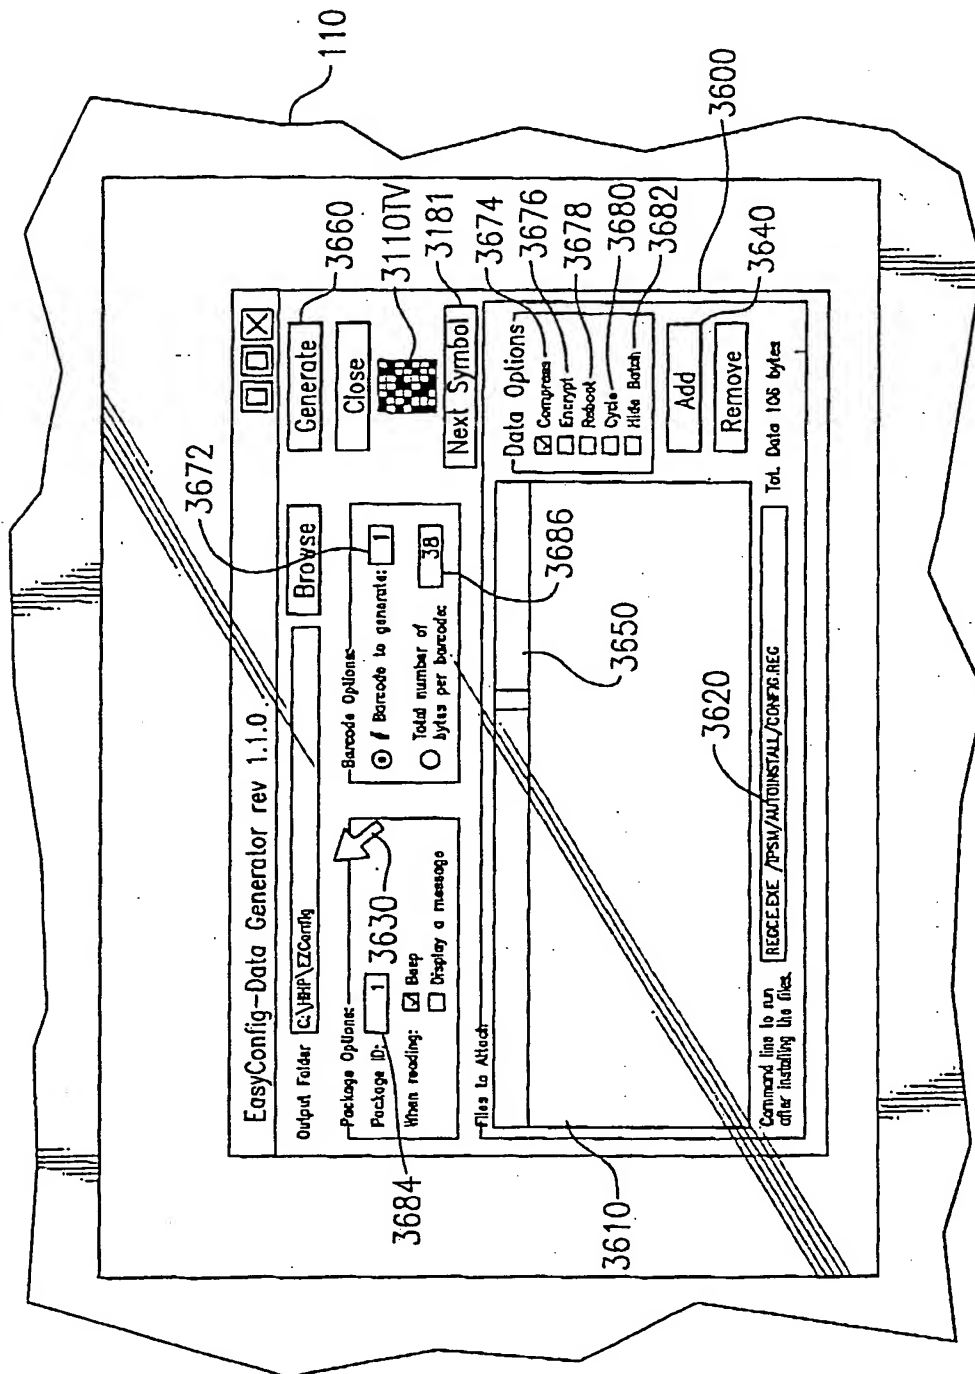 110
EasyConfig-Data Generator rev 1.1.0.
3672
Output Folder C:\HHP\EZConfig
Browse
Generate
3660
Close
3110TV
Package Options:
Package ID: 1
3630
When reading: Beep
Display a message
3684
Barcode Options:
# Barcode to generate: 1
Total number of
bytes per barcode: 38
3686
Next Symbol
3181
Files to Attach
3650
Data Options
Compress
Encrypt
Reboot
Cycle
Hide Batch
3674
3676
3678
3680
3682
3600
Add
3640
Remove
3610
3620
Command line to run
after installing the files.
REGCE.EXE /IPSM/AUTOINSTALL/CONFIG.REG
Tot. Data 106 bytes